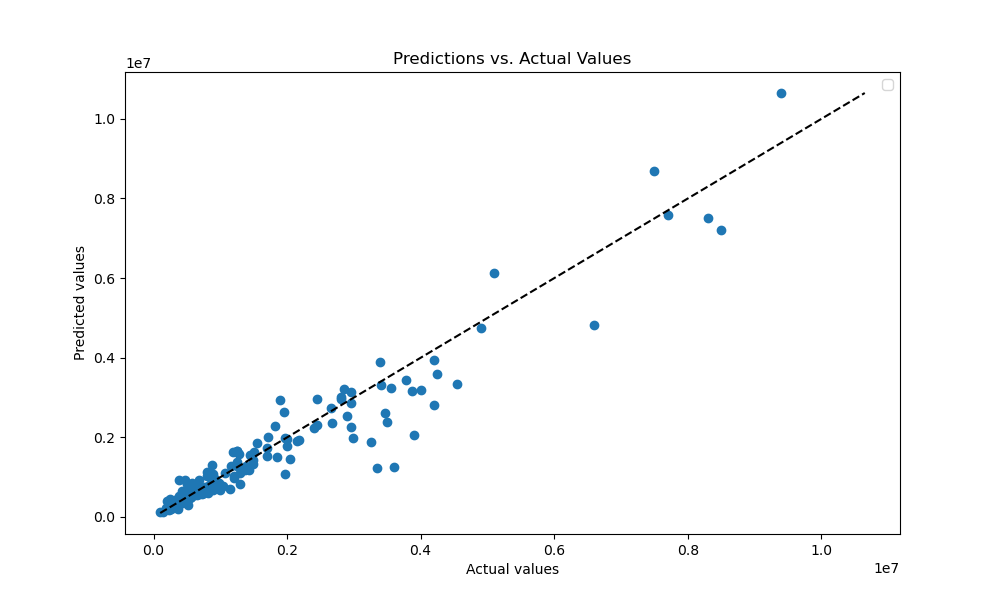 Predictions vs. Actual Values
1e7
1.0
0.8
0.6
0.4
0.2
0.0
Predicted values
0.0 0.2 0.4 0.6 0.8 1.0
1e7
Actual values